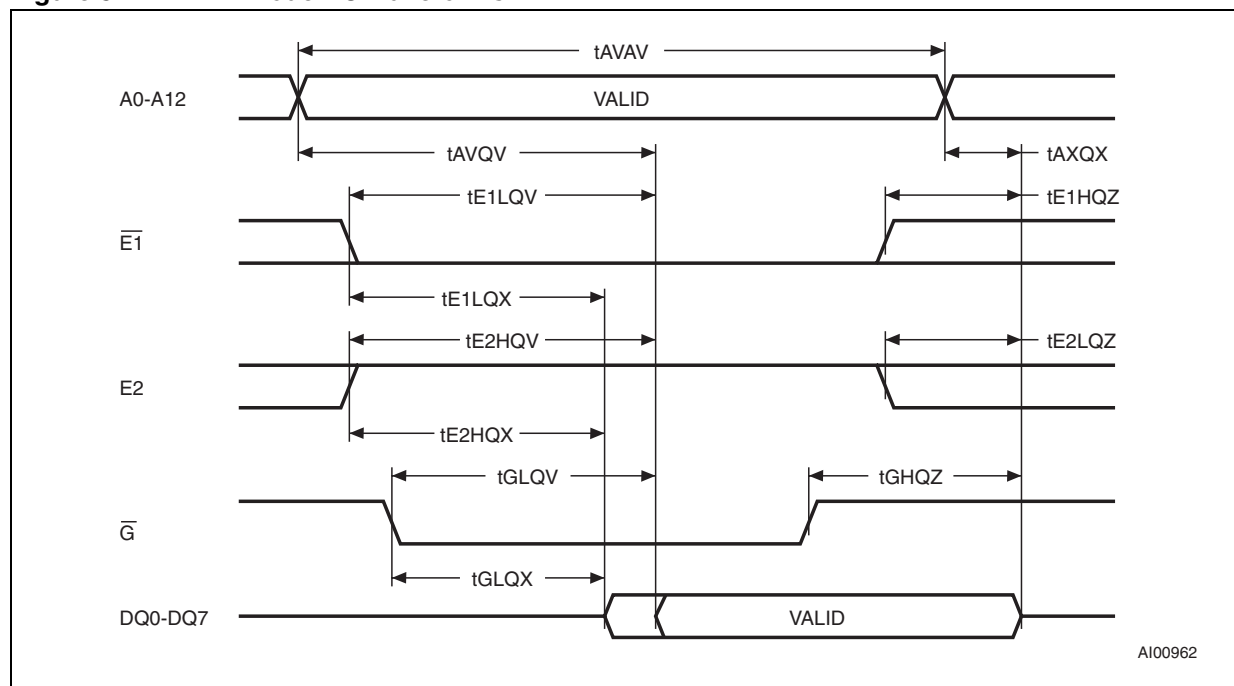 tAVAV
A0-A12
VALID
tAVQV
tAXQX
tE1LQV
tE1HQZ
E1
tE1LQX
tE2HQV
tE2LQZ
E2
tE2HQX
tGLQV
tGHQZ
G
tGLQX
DQ0-DQ7
VALID
AI00962